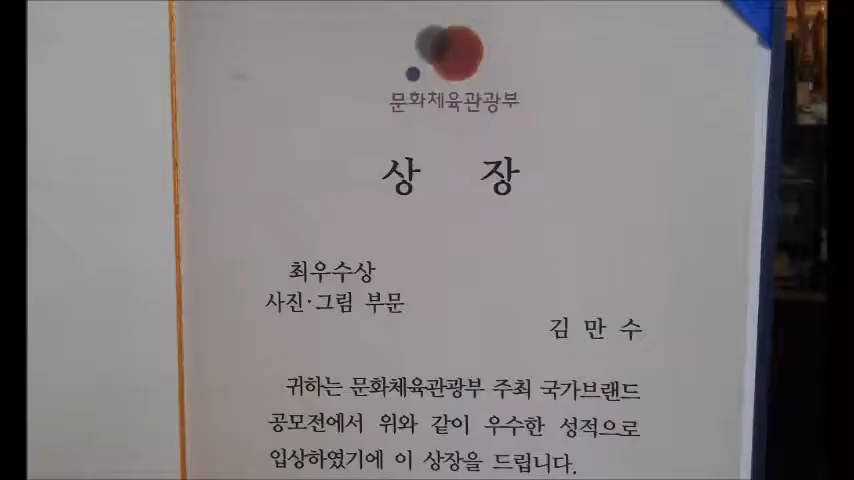 문화체육관광부
상 장
최우수상
사진·그림 부문
김 만 수
귀하는 문화체육관광부 주최 국가브랜드
공모전에서 위와 같이 우수한 성적으로
입상하였기에 이 상장을 드립니다.